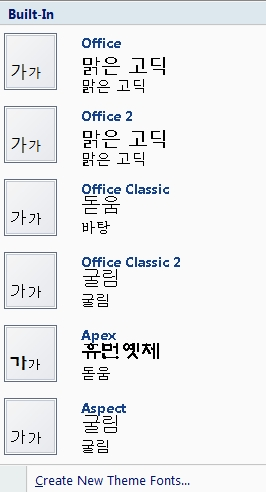 Built-In
가가
Office
맑은 고딕
맑은 고딕
가가
Office 2
맑은 고딕
맑은 고딕
가가
Office Classic
돋움
바탕
가가
Office Classic 2
굴림
굴림
가가
Apex
휴먼옛체
돋움
가가
Aspect
굴림
굴림
Create New Theme Fonts...